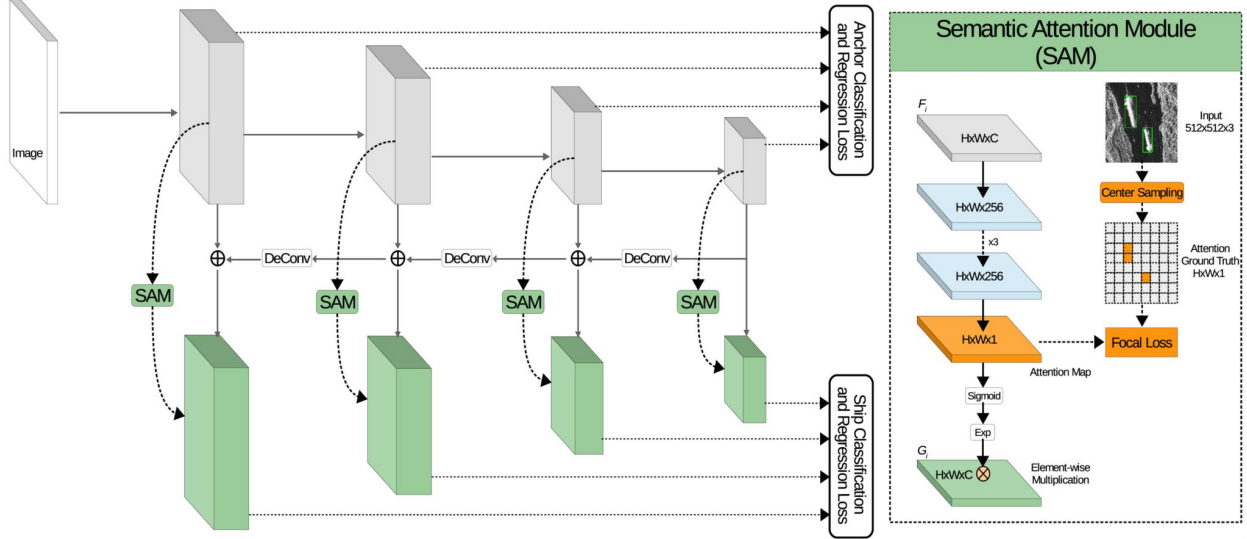 Image
SAM
SAM
SAM
SAM
DeConv
DeConv
DeConv
Anchor Classification
and Regression Loss
Ship Classification
and Regression Loss
Semantic Attention Module
(SAM)
Fi
HxWxC
HxWx256
x3
HxWx256
HxWx1
Attention Map
Sigmoid
Exp
Gi
HxWxC
Element-wise
Multiplication
Input
512x512x3
Center Sampling
Attention
Ground Truth
HxWx1
Focal Loss